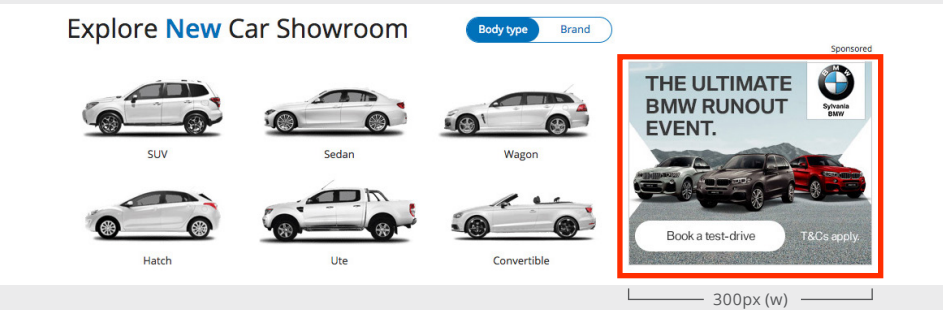 Explore New Car Showroom
Body type
Brand
Sponsored
SUV
Sedan
Wagon
Hatch
Ute
Convertible
THE ULTIMATE
BMW RUNOUT
EVENT.
BMW
Sylvania
BMW
Book a test-drive
T&Cs apply.
300px (w)